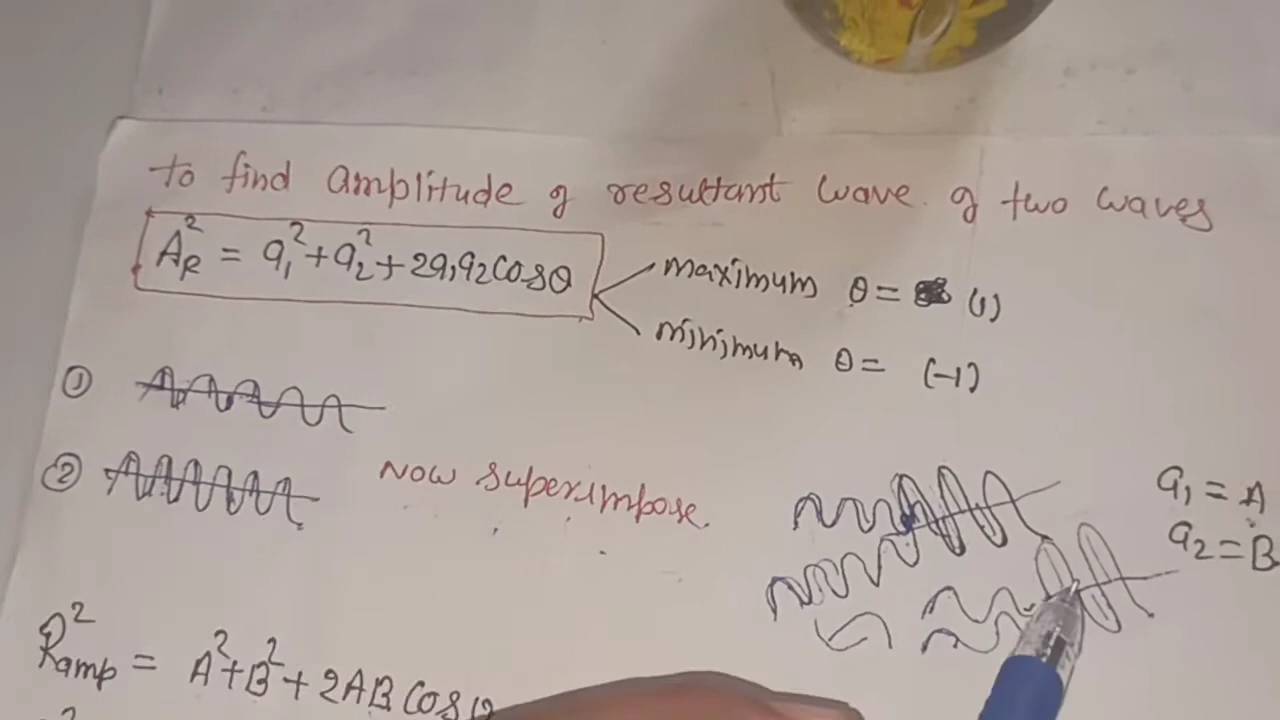 to find amplitude of resultant wave of two waves
A_R² = a₁² + a₂² + 2a₁a₂ cosθ
maximum θ = (1)
minimum θ = (-1)
①
② Now superimpose.
a₁ = A
a₂ = B
R²amp = A² + B² + 2AB Cos